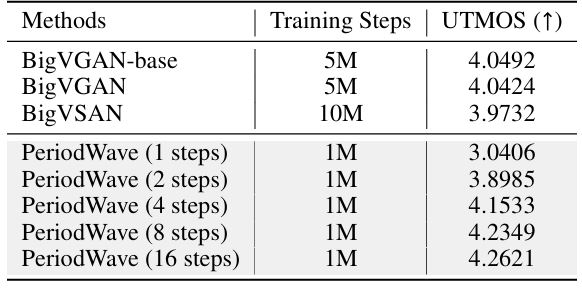 Methods Training Steps UTMOS (↑)
BigVGAN-base 5M 4.0492
BigVGAN 5M 4.0424
BigVSAN 10M 3.9732
PeriodWave (1 steps) 1M 3.0406
PeriodWave (2 steps) 1M 3.8985
PeriodWave (4 steps) 1M 4.1533
PeriodWave (8 steps) 1M 4.2349
PeriodWave (16 steps) 1M 4.2621